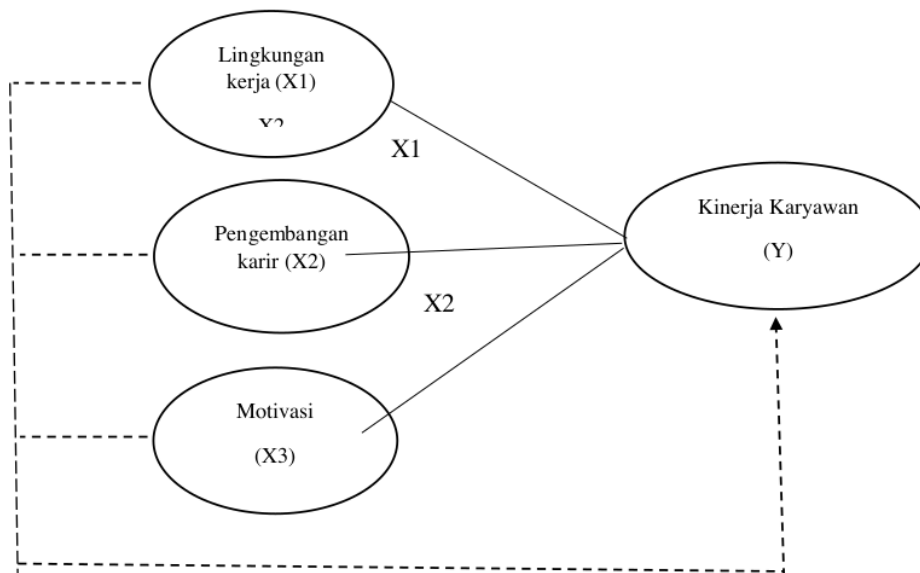 Lingkungan
kerja (X1)
X1
Kinerja Karyawan
(Y)
Pengembangan
karir (X2)
X2
Motivasi
(X3)